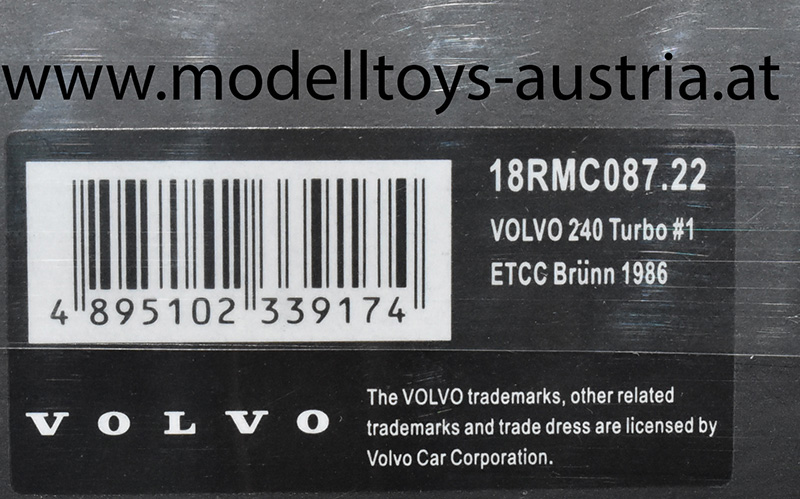 www.modelltoys-austria.at
18RMC087.22
VOLVO 240 Turbo #1
ETCC Brünn 1986
4 895102 339174
VOLVO
The VOLVO trademarks, other related
trademarks and trade dress are licensed by
Volvo Car Corporation.